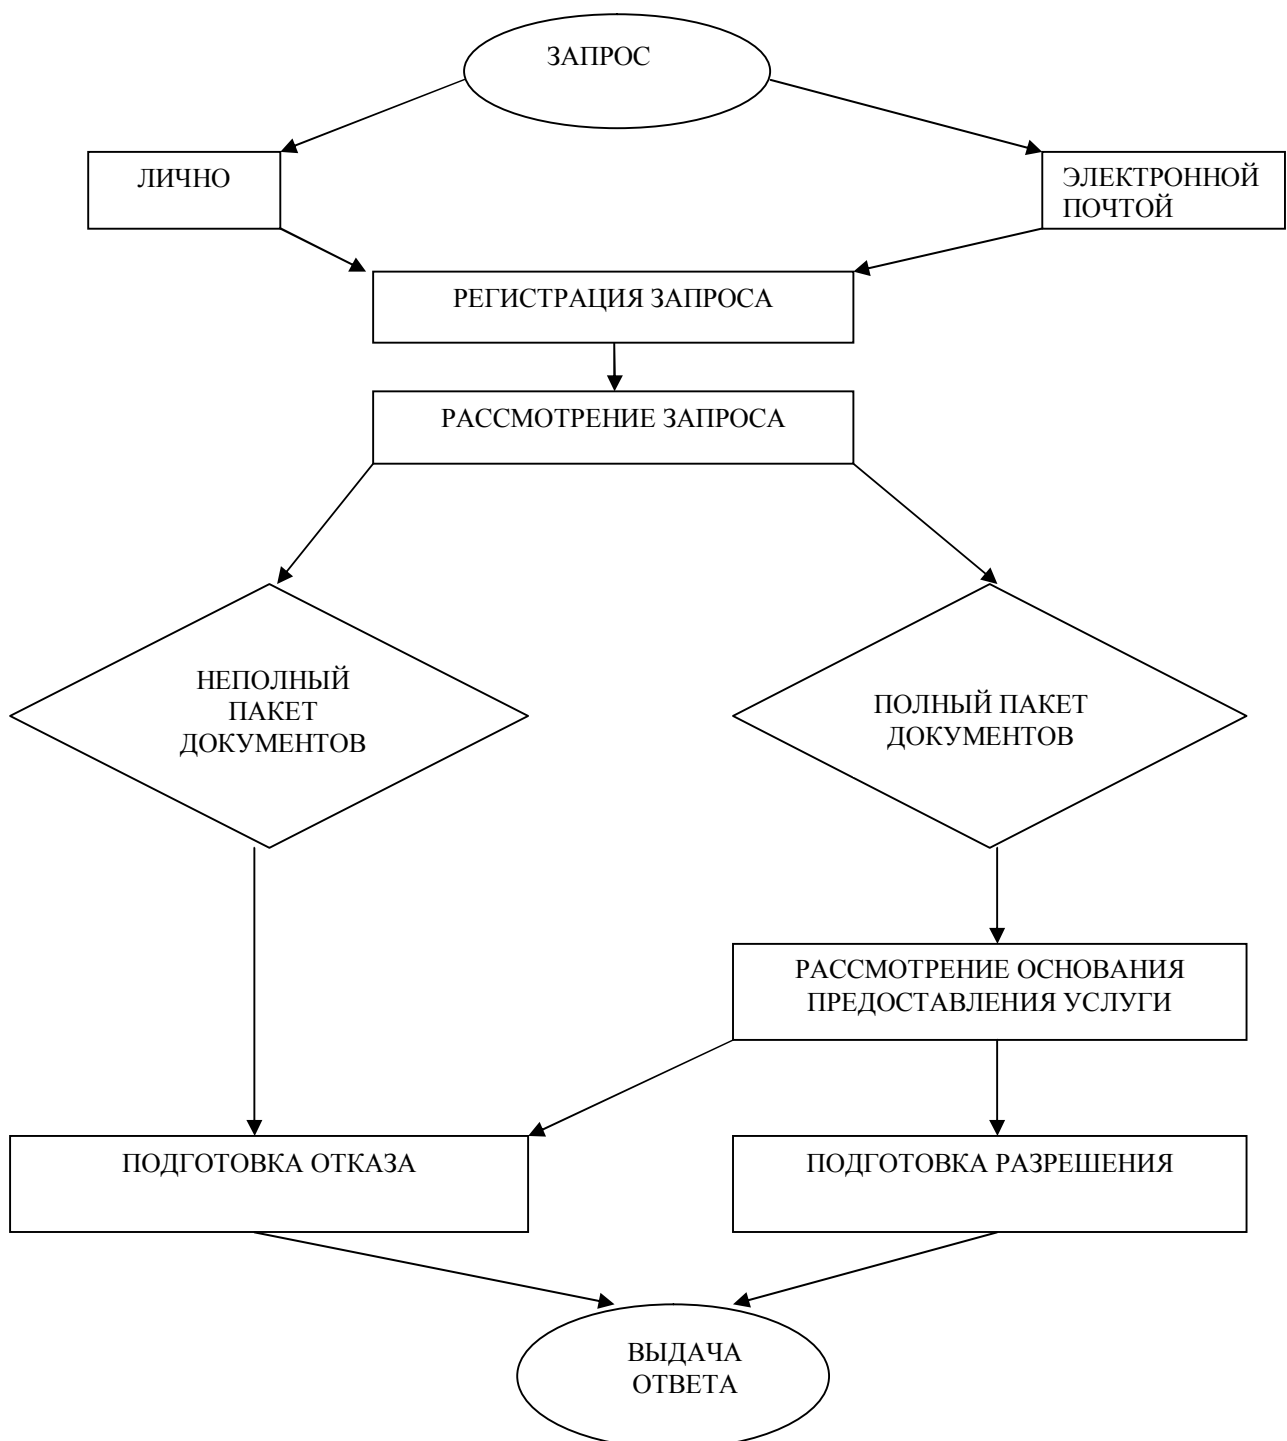 ЗАПРОС
ЛИЧНО
ЭЛЕКТРОННОЙ
ПОЧТОЙ
РЕГИСТРАЦИЯ ЗАПРОСА
РАССМОТРЕНИЕ ЗАПРОСА
НЕПОЛНЫЙ
ПАКЕТ
ДОКУМЕНТОВ
ПОЛНЫЙ ПАКЕТ
ДОКУМЕНТОВ
РАССМОТРЕНИЕ ОСНОВАНИЯ
ПРЕДОСТАВЛЕНИЯ УСЛУГИ
ПОДГОТОВКА ОТКАЗА
ПОДГОТОВКА РАЗРЕШЕНИЯ
ВЫДАЧА
ОТВЕТА